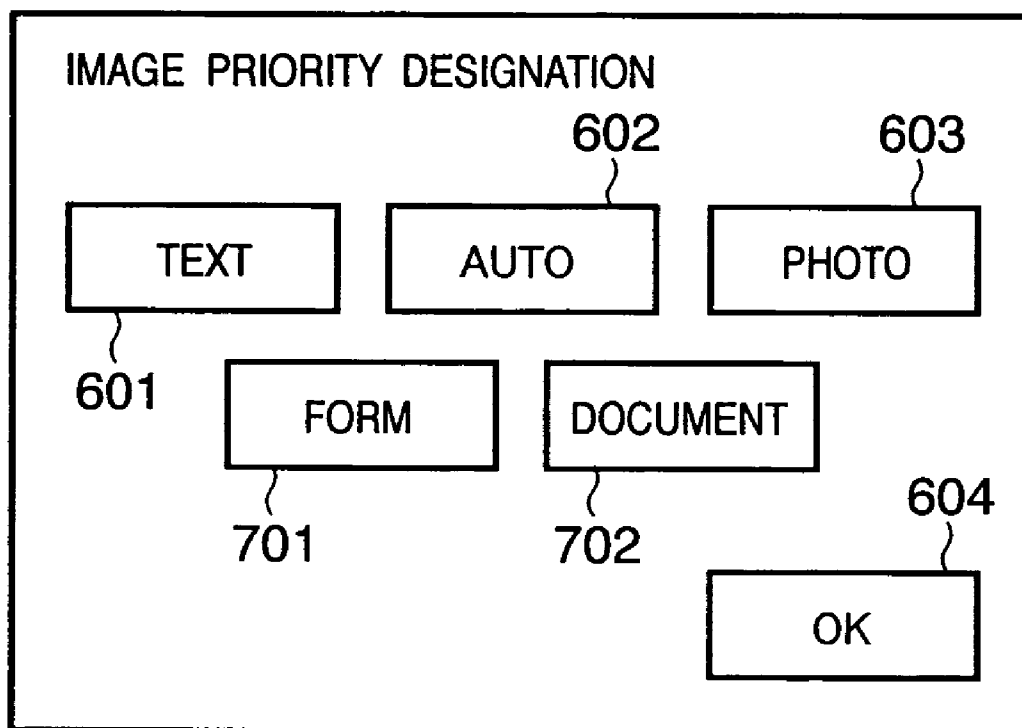 IMAGE PRIORITY DESIGNATION
602 603
TEXT AUTO PHOTO
601
FORM DOCUMENT
701 702 604
OK